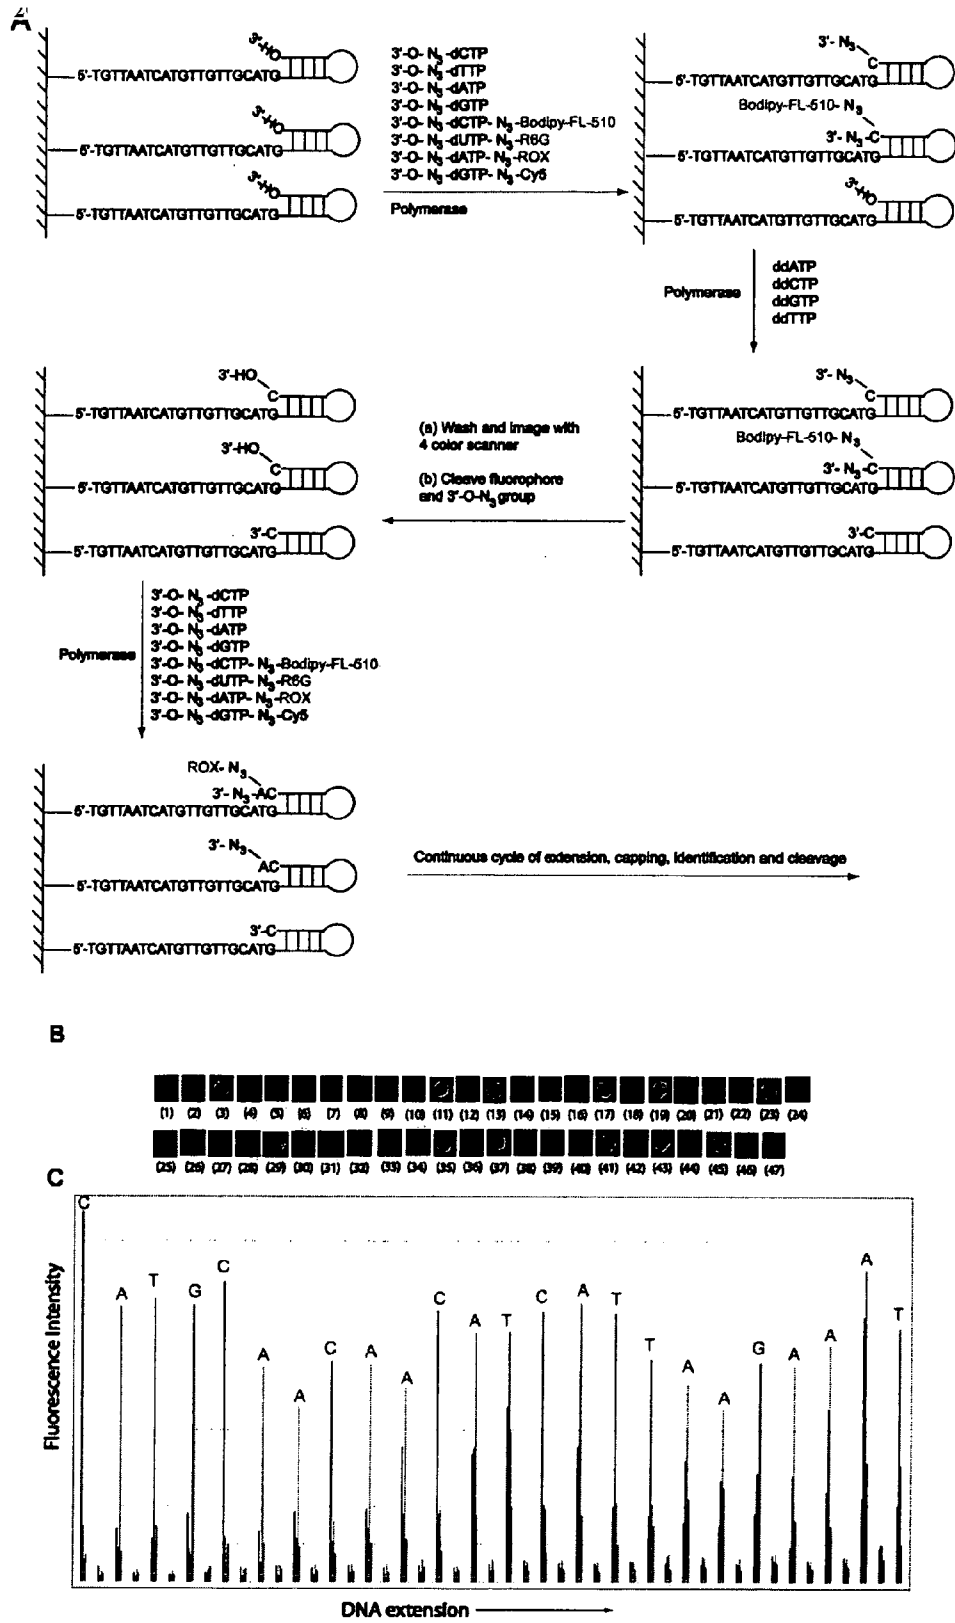 A
3'-HO
5'-TGTTAATCATGTTGTTGCATG
3'-HO
5'-TGTTAATCATGTTGTTGCATG
3'-HO
5'-TGTTAATCATGTTGTTGCATG
3'-O- N3 -dCTP
3'-O- N3 -dTTP
3'-O- N3 -dATP
3'-O- N3 -dGTP
3'-O- N3 -dCTP- N3 -Bodipy-FL-510
3'-O- N3 -dUTP- N3 -R6G
3'-O- N3 -dATP- N3 -ROX
3'-O- N3 -dGTP- N3 -Cy5
Polymerase
3'- N3
C
5'-TGTTAATCATGTTGTTGCATG
Bodipy-FL-510- N3
3'- N3 -C
5'-TGTTAATCATGTTGTTGCATG
3'-HO
5'-TGTTAATCATGTTGTTGCATG
Polymerase
ddATP
ddCTP
ddGTP
ddTTP
3'- N3
C
5'-TGTTAATCATGTTGTTGCATG
Bodipy-FL-510- N3
3'- N3 -C
5'-TGTTAATCATGTTGTTGCATG
3'-C
5'-TGTTAATCATGTTGTTGCATG
(a) Wash and image with
4 color scanner
(b) Cleave fluorophore
and 3'-O-N3 group
3'-HO
C
5'-TGTTAATCATGTTGTTGCATG
3'-HO
C
5'-TGTTAATCATGTTGTTGCATG
3'-C
5'-TGTTAATCATGTTGTTGCATG
Polymerase
3'-O- N3 -dCTP
3'-O- N3 -dTTP
3'-O- N3 -dATP
3'-O- N3 -dGTP
3'-O- N3 -dCTP- N3 -Bodipy-FL-510
3'-O- N3 -dUTP- N3 -R6G
3'-O- N3 -dATP- N3 -ROX
3'-O- N3 -dGTP- N3 -Cy5
ROX- N3
3'- N3 -AC
5'-TGTTAATCATGTTGTTGCATG
3'- N3
AC
5'-TGTTAATCATGTTGTTGCATG
3'-C
5'-TGTTAATCATGTTGTTGCATG
Continuous cycle of extension, capping, identification and cleavage
B
(1) (2) (3) (4) (5) (6) (7) (8) (9) (10) (11) (12) (13) (14) (15) (16) (17) (18) (19) (20) (21) (22) (23) (24)
(25) (26) (27) (28) (29) (30) (31) (32) (33) (34) (35) (36) (37) (38) (39) (40) (41) (42) (43) (44) (45) (46) (47)
C
C A T G C A A C A A C A T C A T T A A G A A A T
Fluorescence Intensity
DNA extension